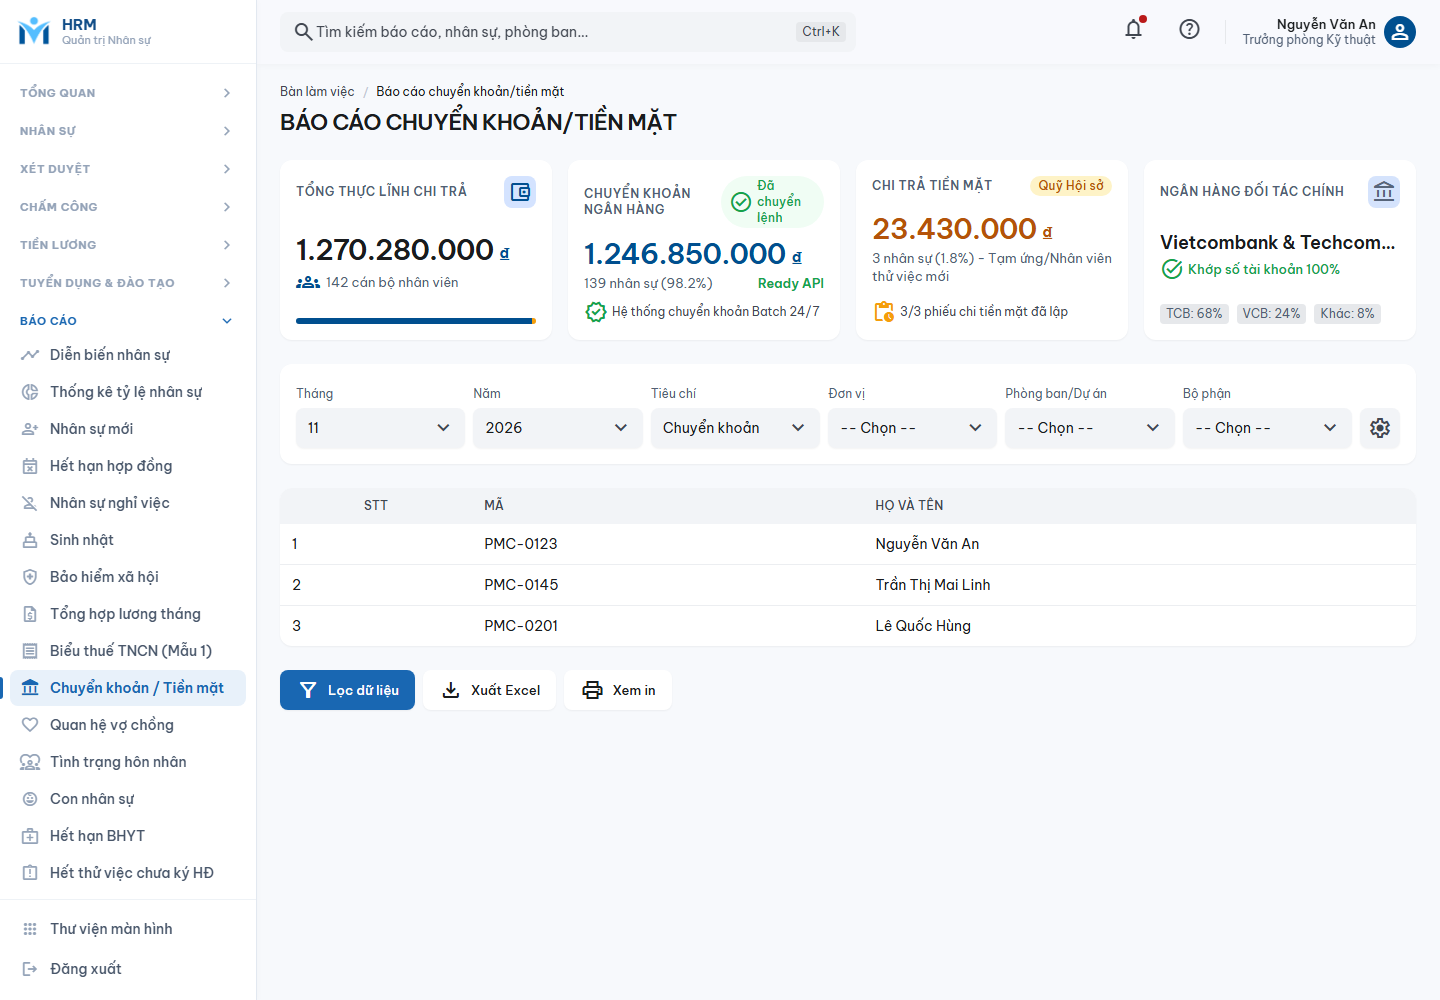 HRM
Quản trị Nhân sự
TỔNG QUAN
NHÂN SỰ
XÉT DUYỆT
CHẤM CÔNG
TIỀN LƯƠNG
TUYỂN DỤNG & ĐÀO TẠO
BÁO CÁO
Diễn biến nhân sự
Thống kê tỷ lệ nhân sự
Nhân sự mới
Hết hạn hợp đồng
Nhân sự nghỉ việc
Sinh nhật
Bảo hiểm xã hội
Tổng hợp lương tháng
Biểu thuế TNCN (Mẫu 1)
Chuyển khoản / Tiền mặt
Quan hệ vợ chồng
Tình trạng hôn nhân
Con nhân sự
Hết hạn BHYT
Hết thử việc chưa ký HĐ
Thư viện màn hình
Đăng xuất
Tìm kiếm báo cáo, nhân sự, phòng ban...
Ctrl+K
Nguyễn Văn An
Trưởng phòng Kỹ thuật
Bàn làm việc / Báo cáo chuyển khoản/tiền mặt
BÁO CÁO CHUYỂN KHOẢN/TIỀN MẶT
TỔNG THỰC LĨNH CHI TRẢ
1.270.280.000 đ
142 cán bộ nhân viên
CHUYỂN KHOẢN
NGÂN HÀNG
Đã
chuyển
lệnh
1.246.850.000 đ
139 nhân sự (98.2%) Ready API
Hệ thống chuyển khoản Batch 24/7
CHI TRẢ TIỀN MẶT
Quỹ Hội sở
23.430.000 đ
3 nhân sự (1.8%) - Tạm ứng/Nhân viên
thử việc mới
3/3 phiếu chi tiền mặt đã lập
NGÂN HÀNG ĐỐI TÁC CHÍNH
Vietcombank & Techcom...
Khớp số tài khoản 100%
TCB: 68% VCB: 24% Khác: 8%
Tháng Năm Tiêu chí Đơn vị Phòng ban/Dự án Bộ phận
11 2026 Chuyển khoản -- Chọn -- -- Chọn -- -- Chọn --
STT MÃ HỌ VÀ TÊN
1 PMC-0123 Nguyễn Văn An
2 PMC-0145 Trần Thị Mai Linh
3 PMC-0201 Lê Quốc Hùng
Lọc dữ liệu Xuất Excel Xem in